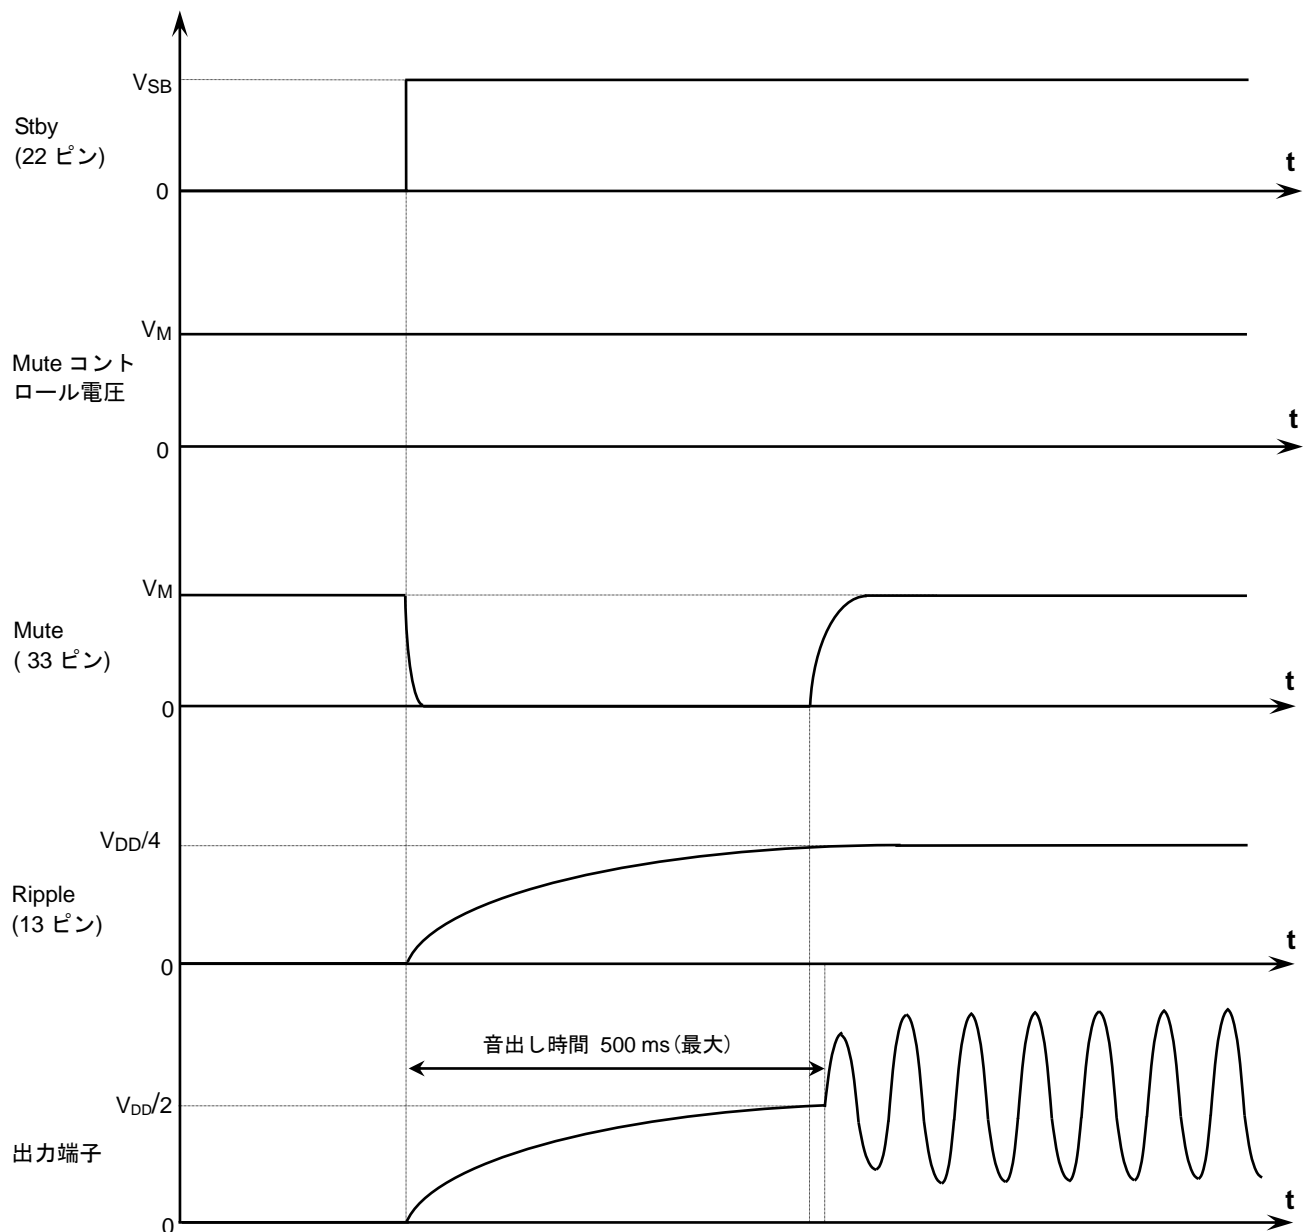 VSB
Stby
(22 ピン)
t
0
VM
Mute コント
ロール電圧
t
0
VM
Mute
( 33 ピン)
t
0
VDD/4
Ripple
(13 ピン)
t
0
音出し時間 500 ms(最大)
VDD/2
出力端子
t
0